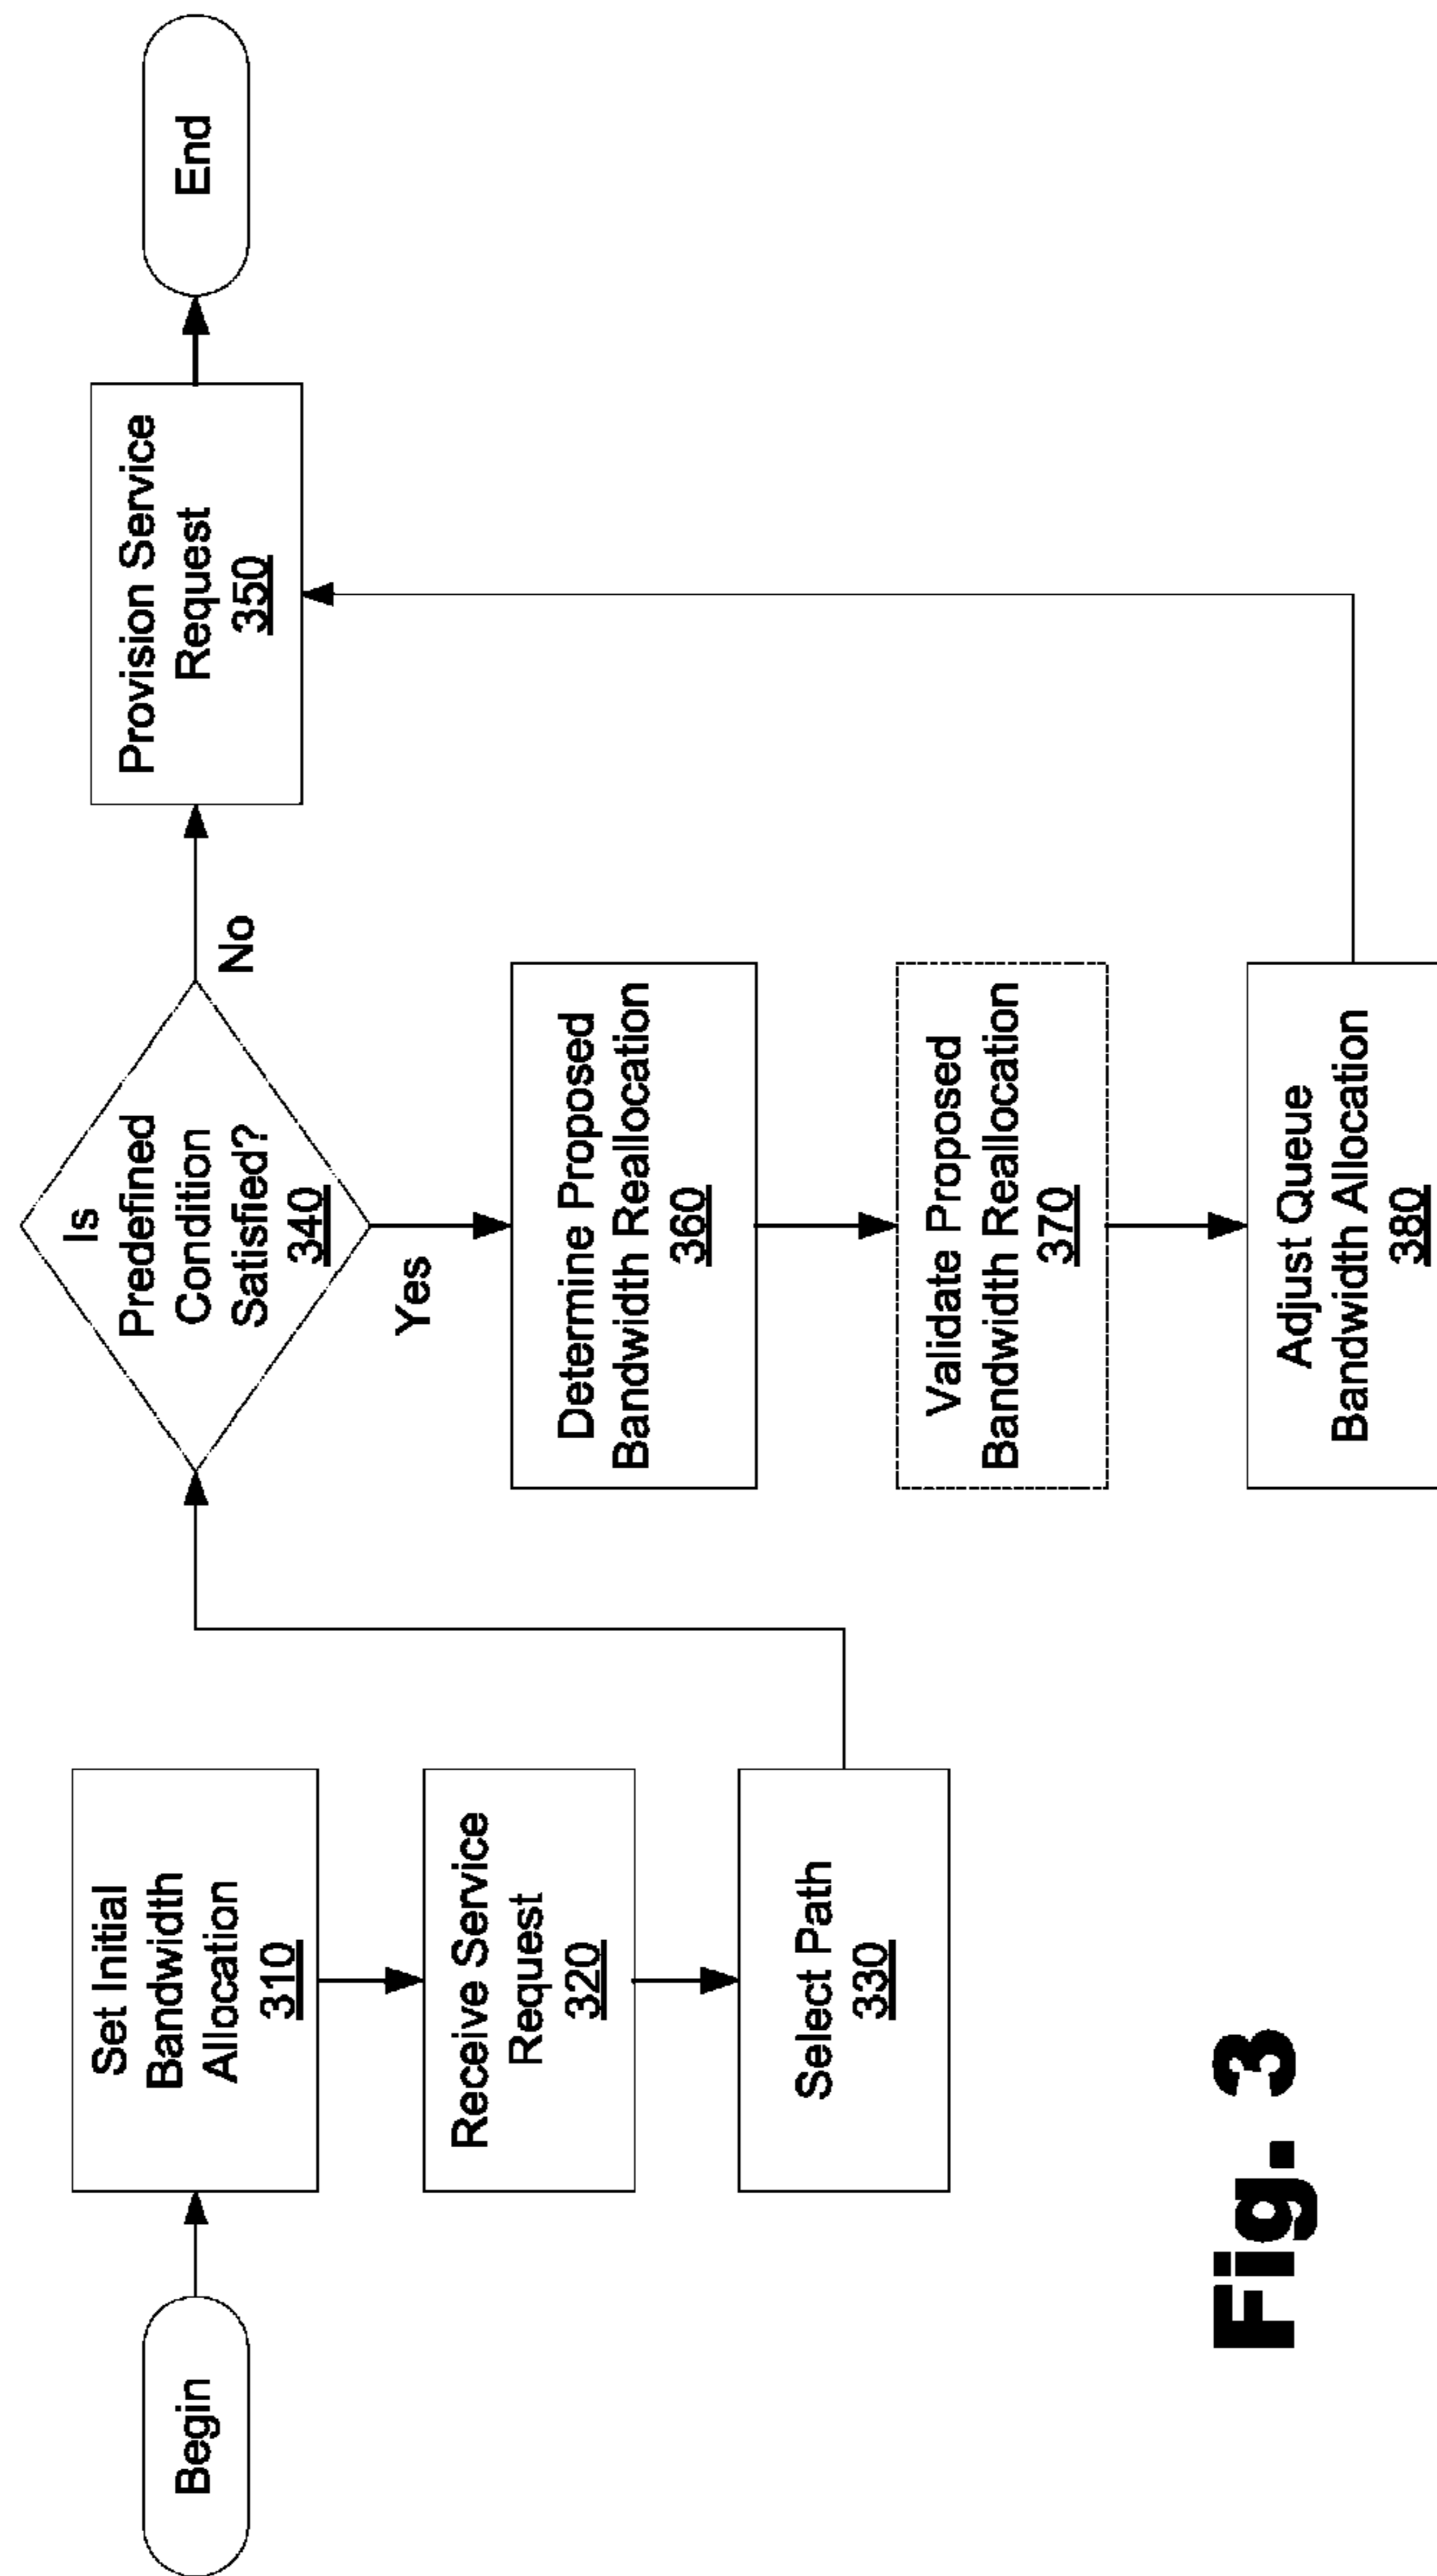 Begin
Set Initial
Bandwidth
Allocation
310
Receive Service
Request
320
Select Path
330
Is
Predefined
Condition
Satisfied?
340
No
Yes
Provision Service
Request
350
End
Determine Proposed
Bandwidth Reallocation
360
Validate Proposed
Bandwidth Reallocation
370
Adjust Queue
Bandwidth Allocation
380
Fig. 3